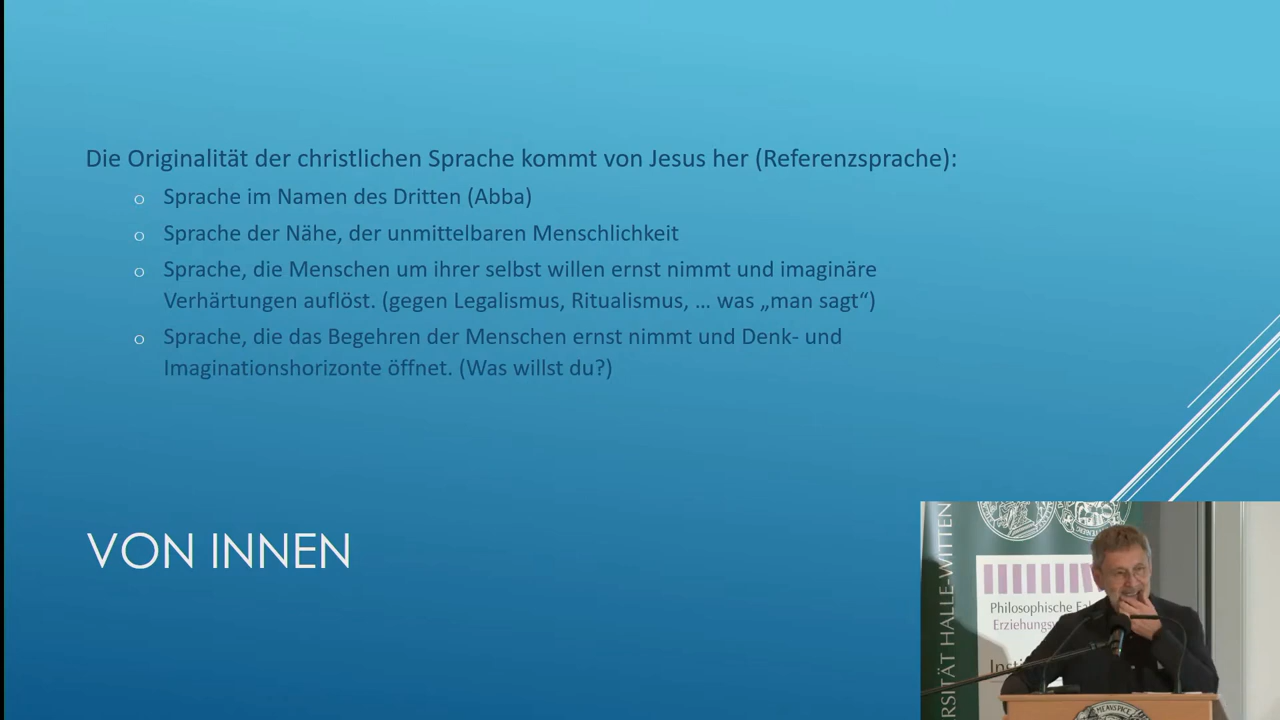 Die Originalität der christlichen Sprache kommt von Jesus her (Referenzsprache):
Sprache im Namen des Dritten (Abba)
Sprache der Nähe, der unmittelbaren Menschlichkeit
Sprache, die Menschen um ihrer selbst willen ernst nimmt und imaginäre
Verhärtungen auflöst. (gegen Legalismus, Ritualismus, … was „man sagt“)
Sprache, die das Begehren der Menschen ernst nimmt und Denk- und
Imaginationshorizonte öffnet. (Was willst du?)
VON INNEN
RSITÄT HALLE-WITTEN
Philosophische Fak
Erziehungsw
Insti